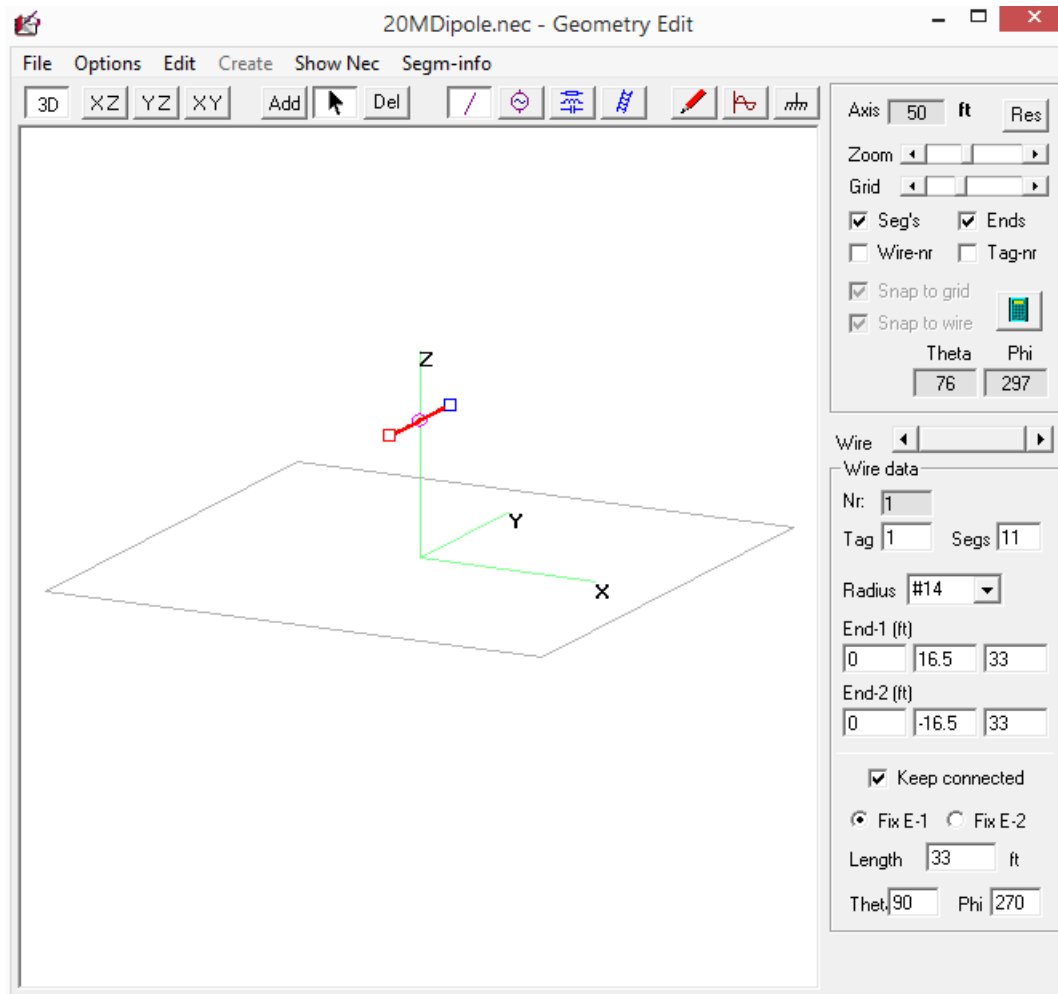 20MDipole.nec - Geometry Edit
File Options Edit Create Show Nec Segm-info
3D XZ YZ XY Add Del
Axis 50 ft Res
Zoom
Grid
Seg's Ends
Wire-nr Tag-nr
Snap to grid
Snap to wire
Theta Phi
76 297
Z
Y
X
Wire
Wire data
Nr: 1
Tag 1 Segs 11
Radius #14
End-1 (ft)
0 16.5 33
End-2 (ft)
0 -16.5 33
Keep connected
Fix E-1 Fix E-2
Length 33 ft
Thet. 90 Phi 270